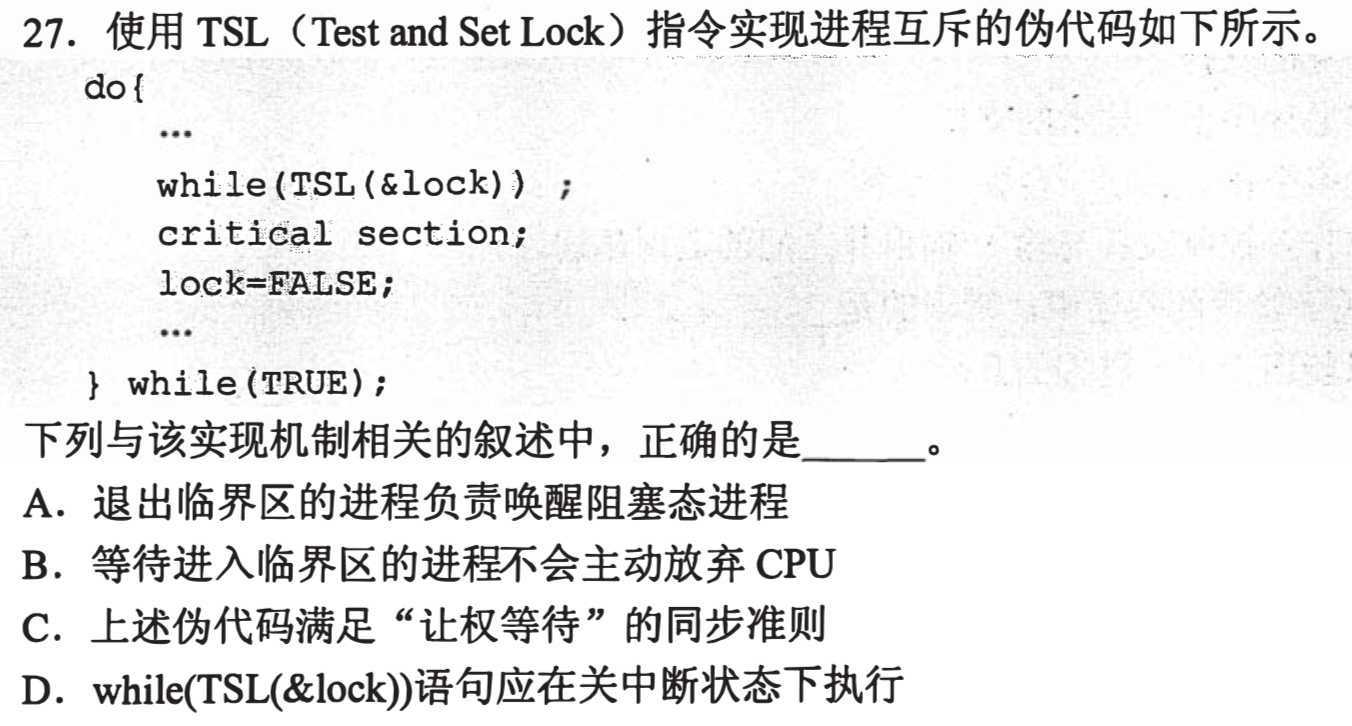 27. 使用 TSL（Test and Set Lock）指令实现进程互斥的伪代码如下所示。
do{
…
while(TSL(&lock)) ;
critical section;
lock=FALSE;
…
} while(TRUE);
下列与该实现机制相关的叙述中，正确的是______。
A. 退出临界区的进程负责唤醒阻塞态进程
B. 等待进入临界区的进程不会主动放弃 CPU
C. 上述伪代码满足“让权等待”的同步准则
D. while(TSL(&lock))语句应在关中断状态下执行